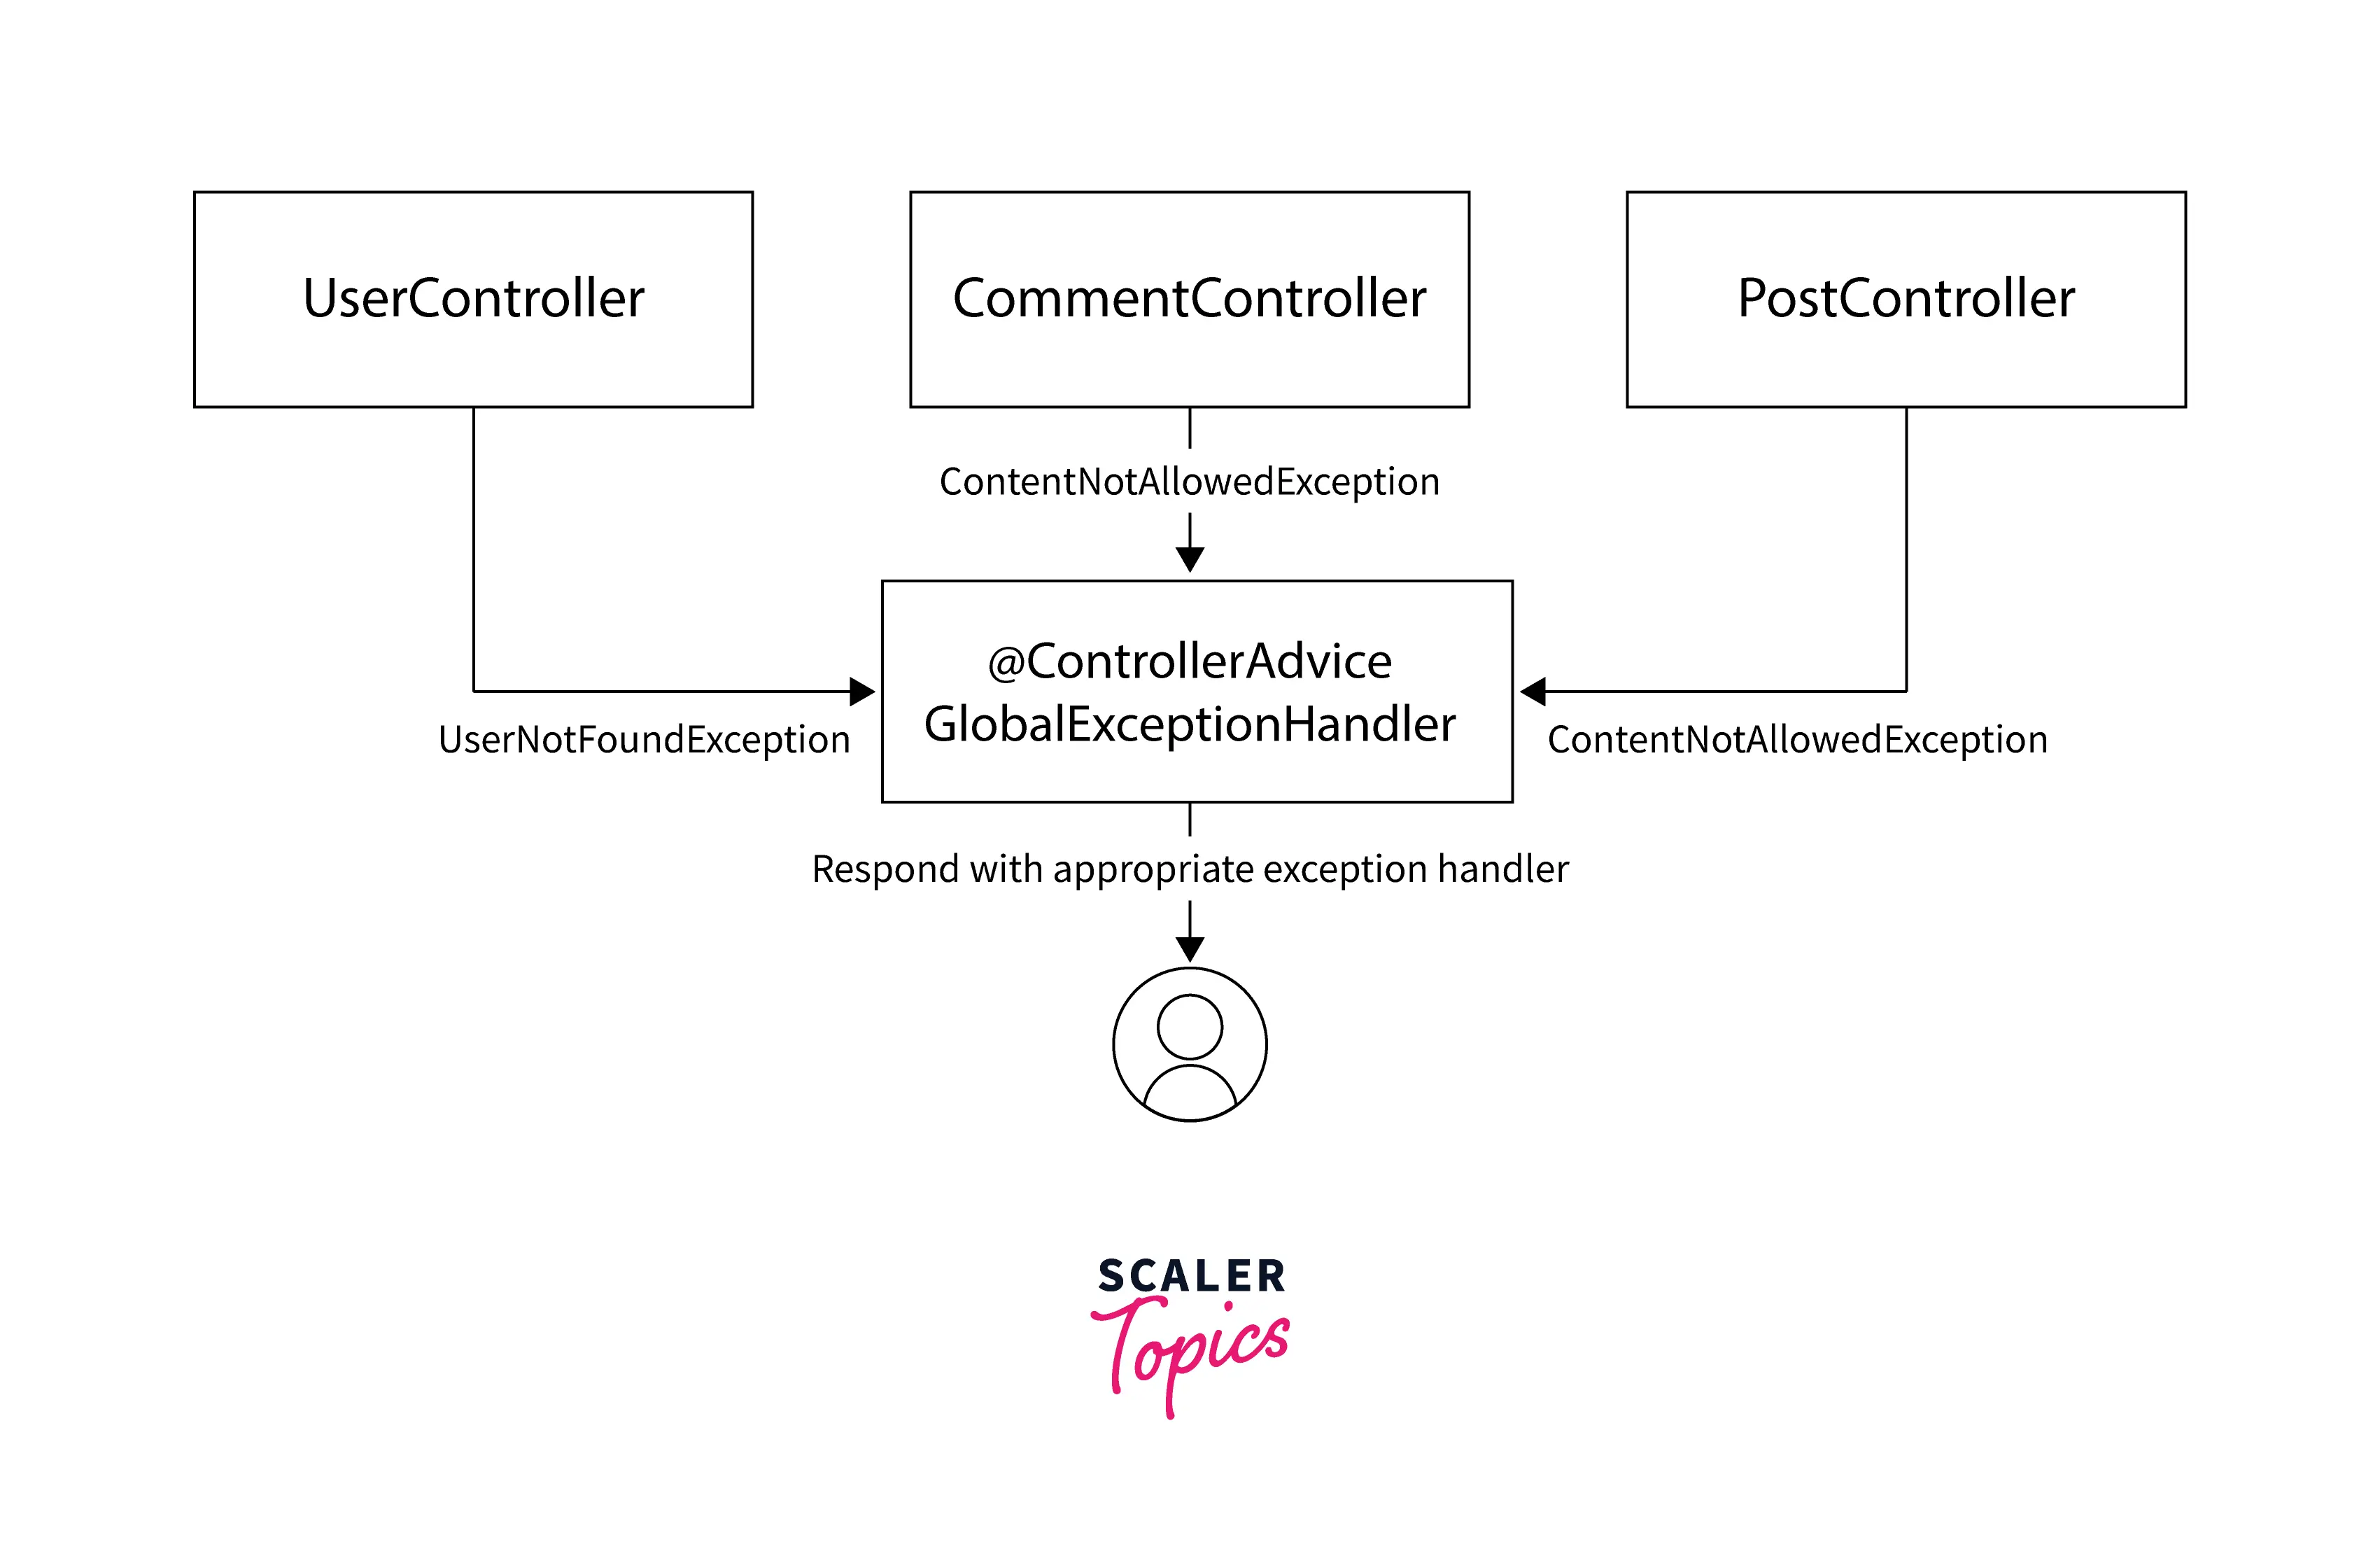 UserController
CommentController
PostController
ContentNotAllowedException
@ControllerAdvice
GlobalExceptionHandler
UserNotFoundException
ContentNotAllowedException
Respond with appropriate exception handler
SCALER
Topics